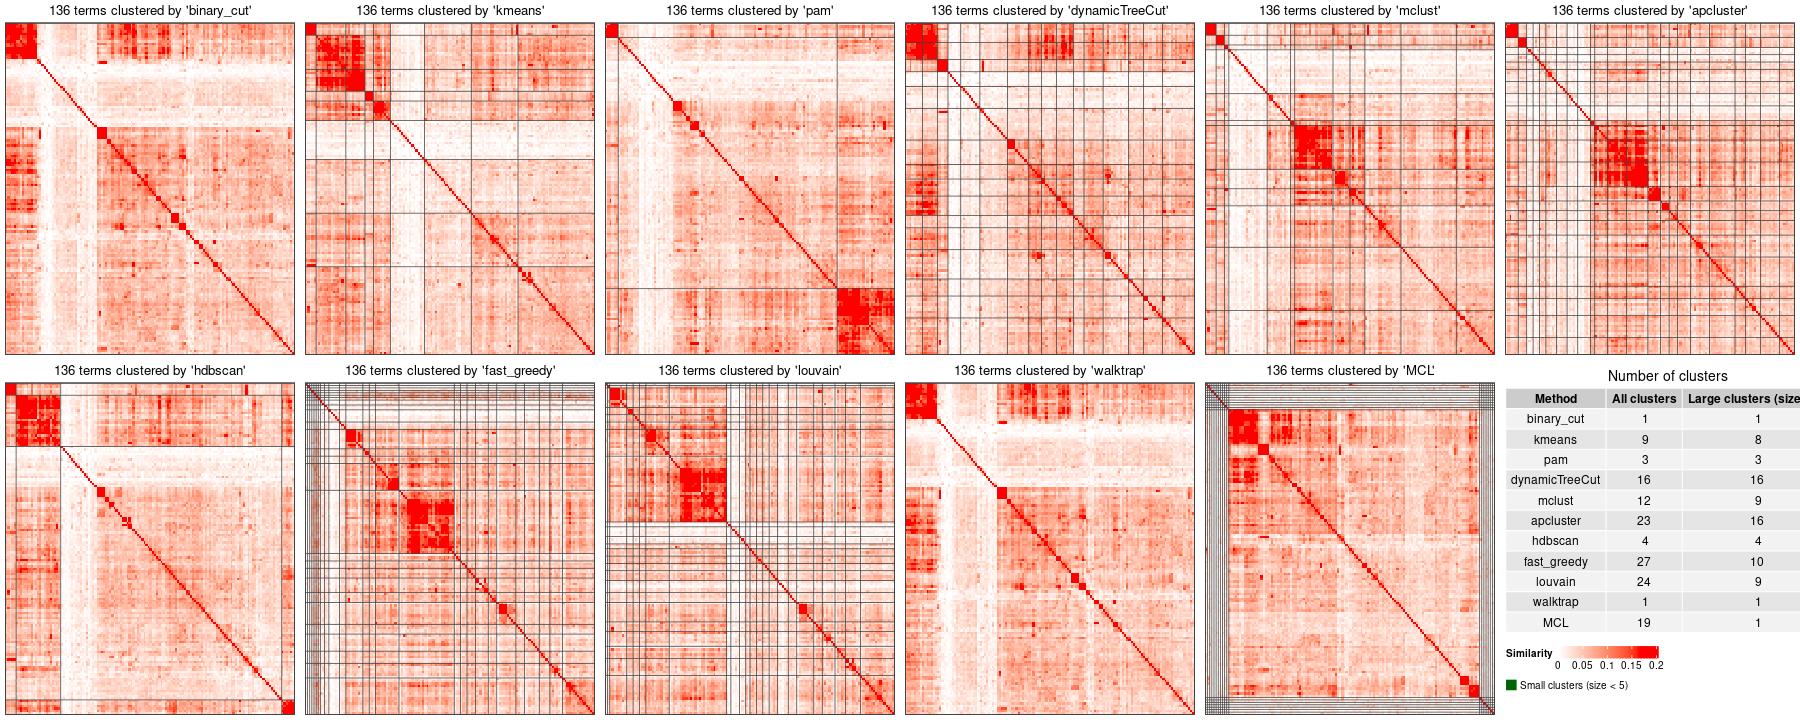 136 terms clustered by 'binary_cut'
136 terms clustered by 'kmeans'
136 terms clustered by 'pam'
136 terms clustered by 'dynamicTreeCut'
136 terms clustered by 'mclust'
136 terms clustered by 'apcluster'
136 terms clustered by 'hdbscan'
136 terms clustered by 'fast_greedy'
136 terms clustered by 'louvain'
136 terms clustered by 'walktrap'
136 terms clustered by 'MCL'
Number of clusters
Method All clusters Large clusters (size
binary_cut 1 1
kmeans 9 8
pam 3 3
dynamicTreeCut 16 16
mclust 12 9
apcluster 23 16
hdbscan 4 4
fast_greedy 27 10
louvain 24 9
walktrap 1 1
MCL 19 1
Similarity
0 0.05 0.1 0.15 0.2
Small clusters (size < 5)